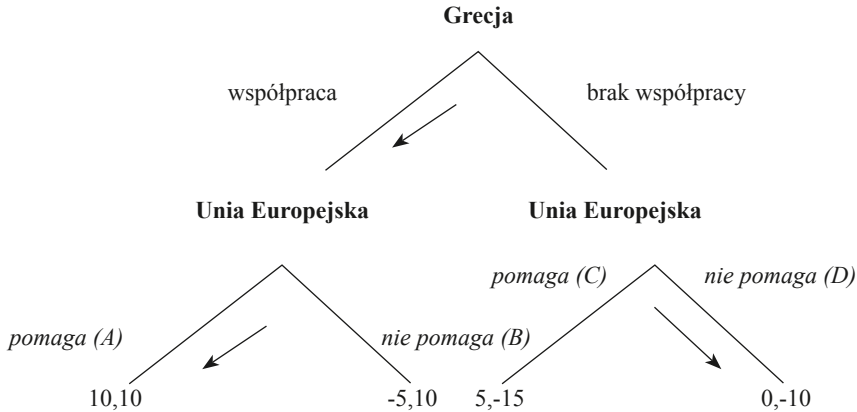 Grecja
współpraca
brak współpracy
Unia Europejska
Unia Europejska
pomaga (C)
nie pomaga (D)
pomaga (A)
nie pomaga (B)
10,10
-5,10
5,-15
0,-10